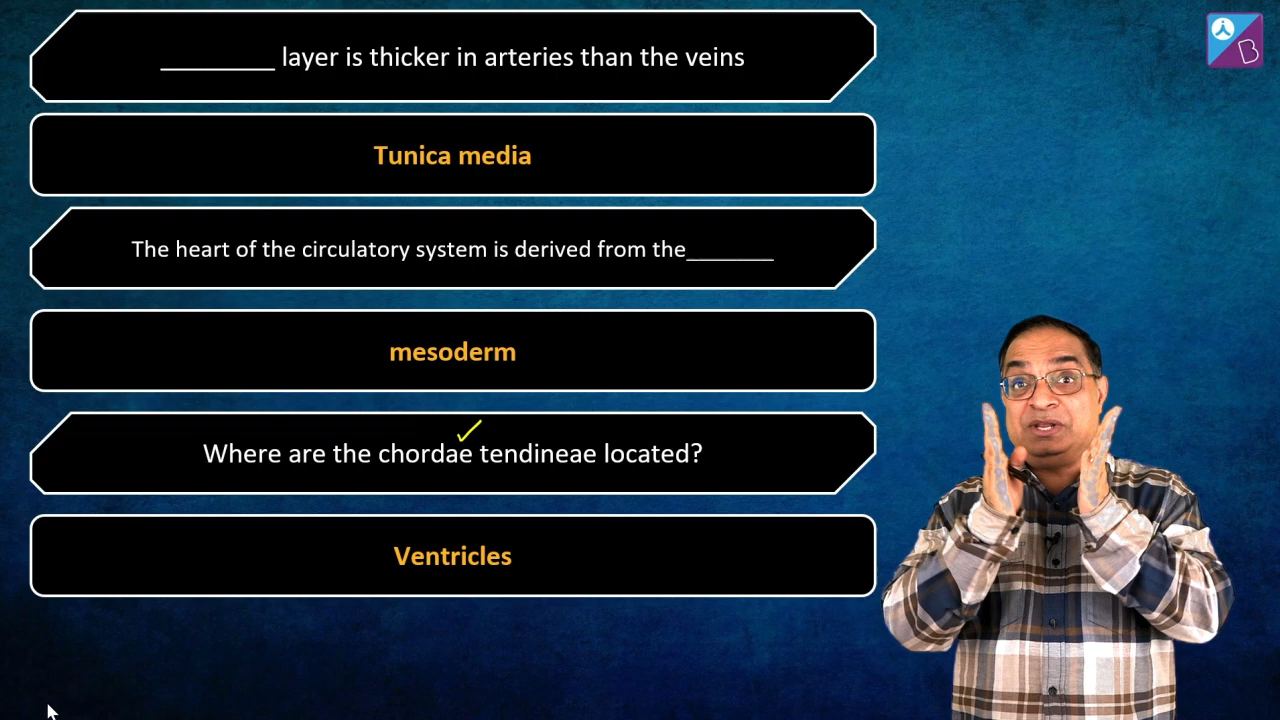 _________ layer is thicker in arteries than the veins
Tunica media
The heart of the circulatory system is derived from the_______
mesoderm
Where are the chordae tendineae located?
Ventricles
B